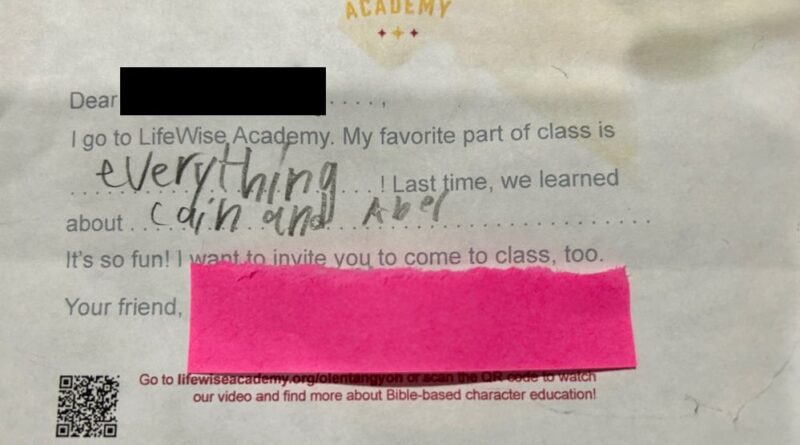 ACADEMY
Dear ....,
I go to LifeWise Academy. My favorite part of class is
everything ...! Last time, we learned
about ... cain and Abel ...
It's so fun! I want to invite you to come to class, too.
Your friend,
Go to lifewiseacademy.org/olentangyoh or scan the QR code to watch
our video and find more about Bible-based character education!